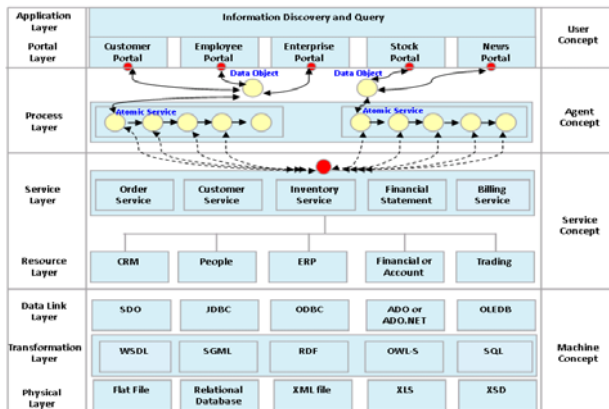 Application
Layer
Information Discovery and Query
User
Concept
Portal
Layer
Customer
Portal
Employee
Portal
Enterprise
Portal
Stock
Portal
News
Portal
Data Object
Data Object
Process
Layer
Atomic Service
Atomic Service
Agent
Concept
Service
Layer
Order
Service
Customer
Service
Inventory
Service
Financial
Statement
Billing
Service
Service
Concept
Resource
Layer
CRM
People
ERP
Financial or
Account
Trading
Data Link
Layer
SDO
JDBC
ODBC
ADO or
ADO.NET
OLEDB
Transformation
Layer
WSDL
SGML
RDF
OWL-S
SQL
Machine
Concept
Physical
Layer
Flat File
Relational
Database
XML file
XLS
XSD